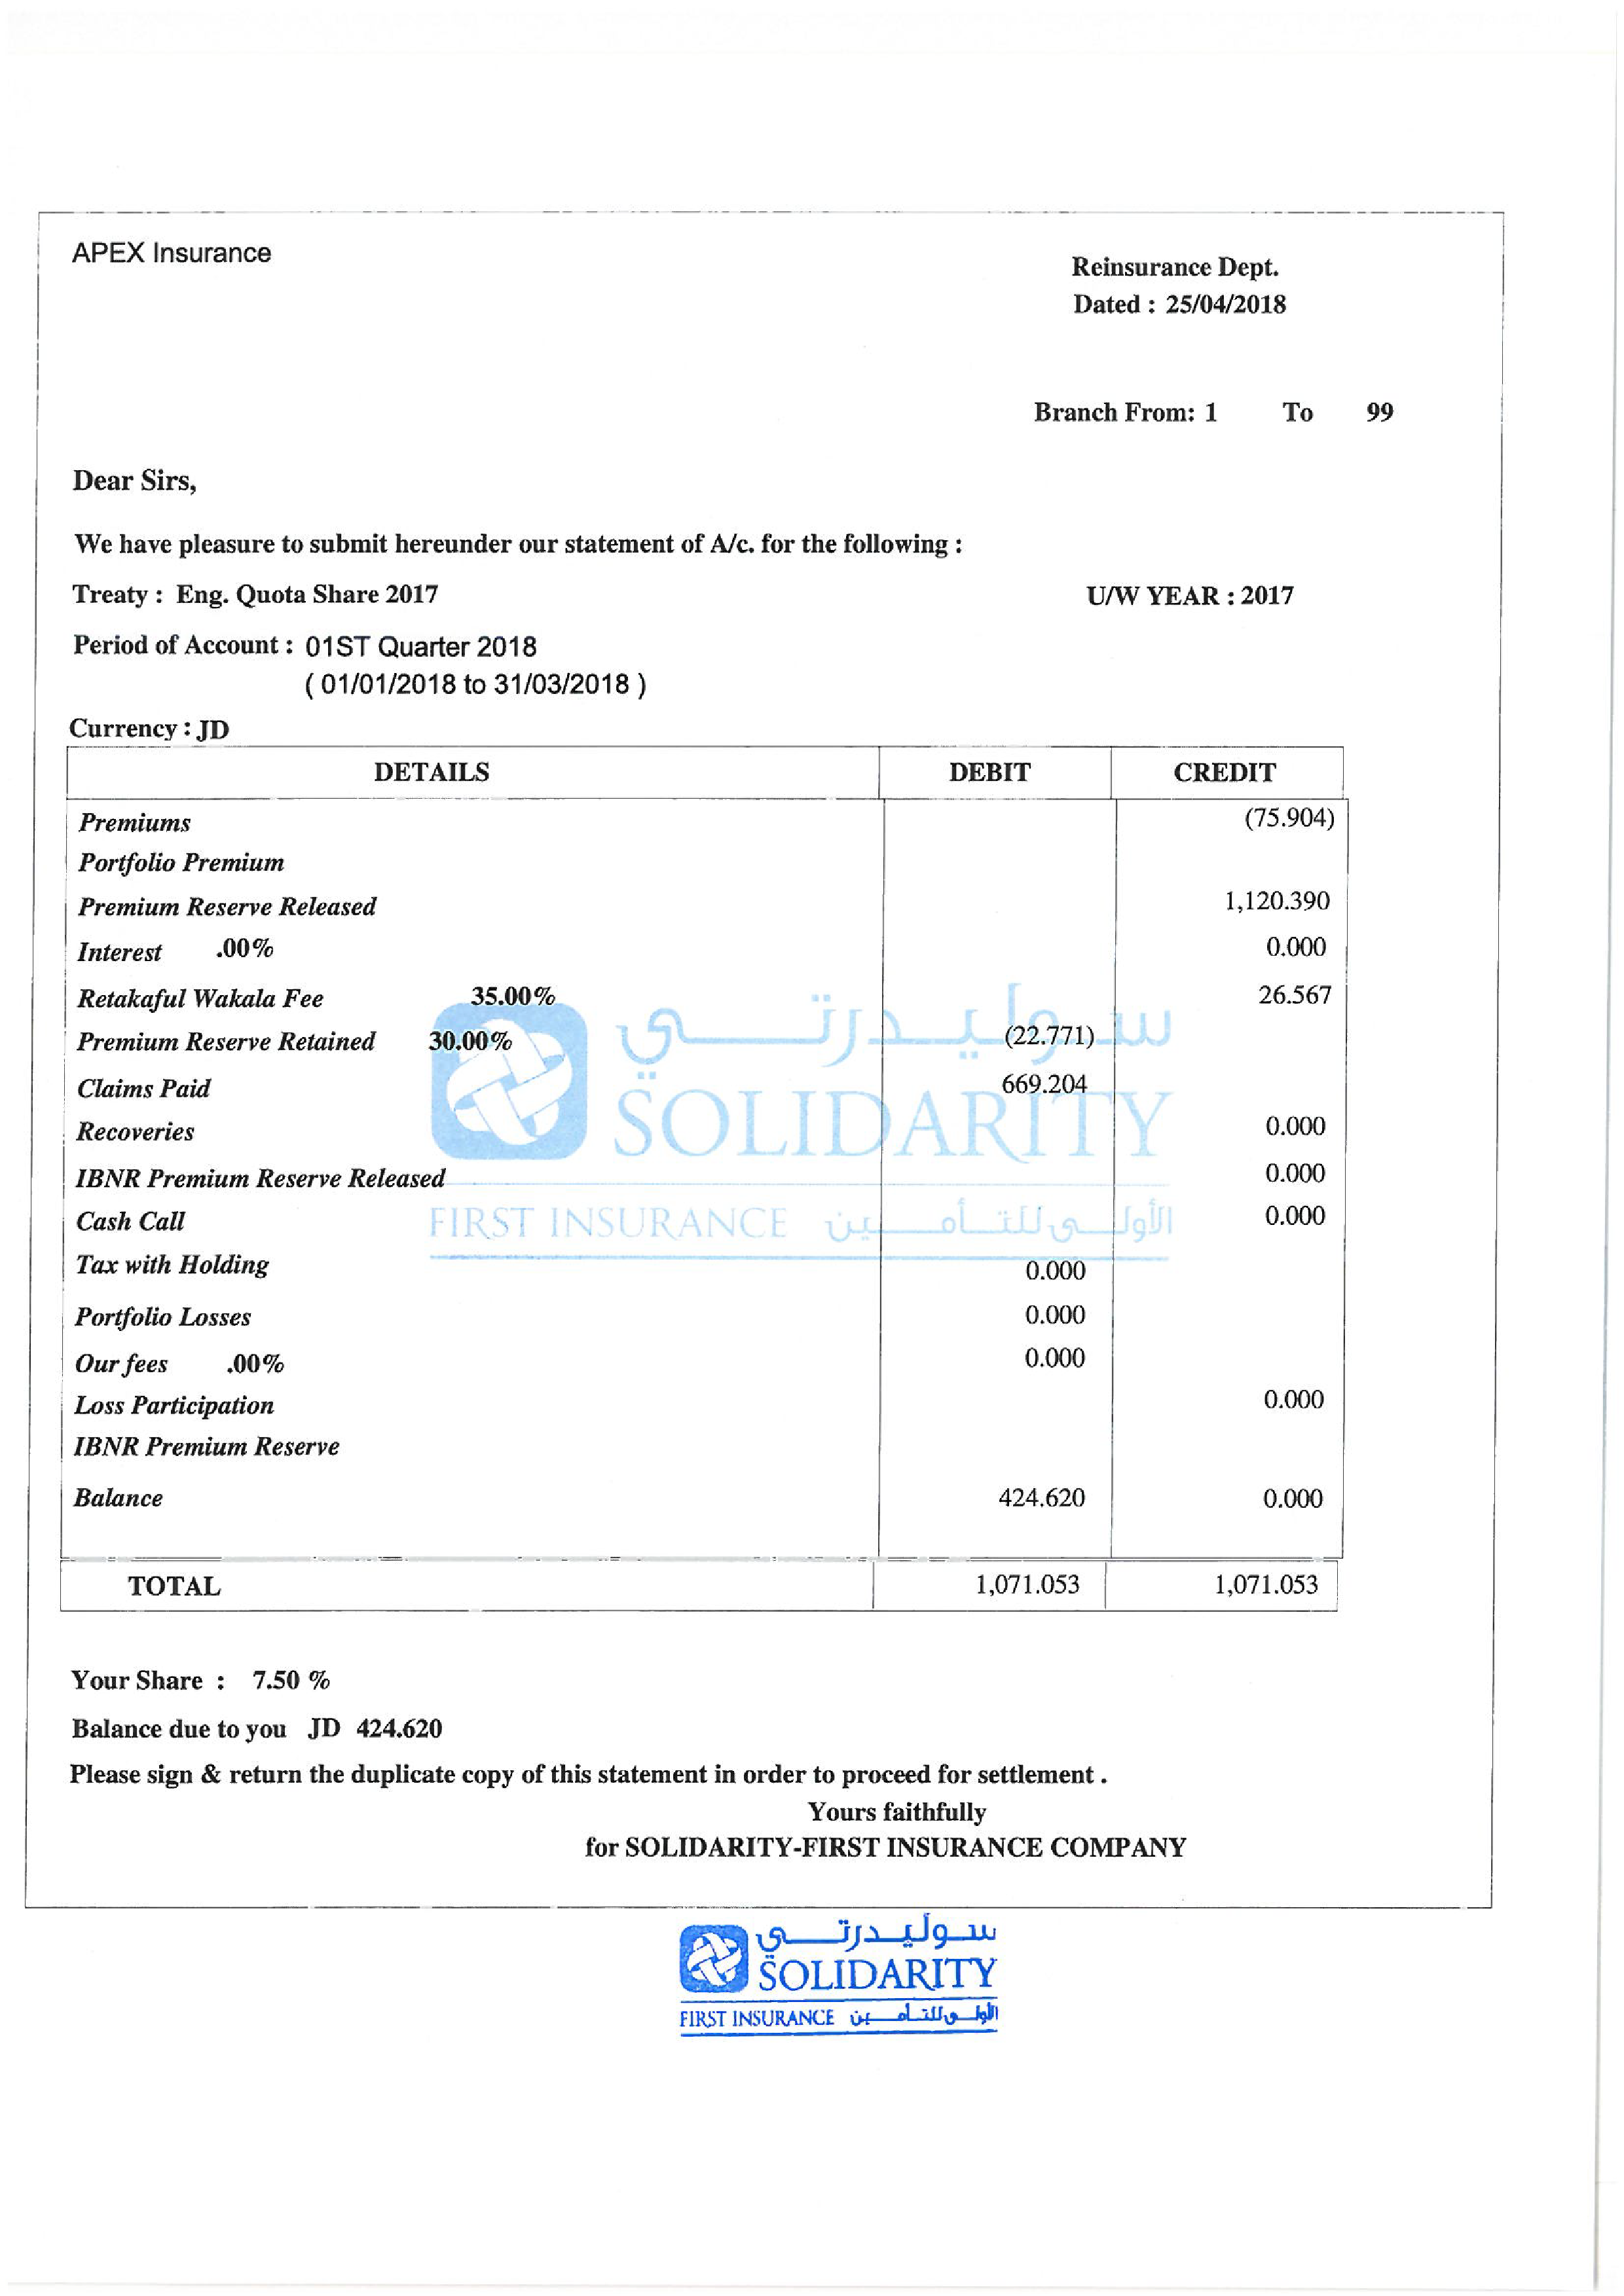 APEX Insurance
Reinsurance Dept.
Dated : 25/04/2018
Branch From: 1 To 99
Dear Sirs,
We have pleasure to submit hereunder our statement of A/c. for the following :
Treaty : Eng. Quota Share 2017 U/W YEAR : 2017
Period of Account : 01ST Quarter 2018
( 01/01/2018 to 31/03/2018 )
Currency : JD
DETAILS DEBIT CREDIT
Premiums (75.904)
Portfolio Premium
Premium Reserve Released 1,120.390
Interest .00% 0.000
Retakaful Wakala Fee 35.00% 26.567
Premium Reserve Retained 30.00% (22.771)
Claims Paid 669.204
Recoveries 0.000
IBNR Premium Reserve Released 0.000
Cash Call 0.000
Tax with Holding 0.000
Portfolio Losses 0.000
Our fees .00% 0.000
Loss Participation 0.000
IBNR Premium Reserve
Balance 424.620 0.000
TOTAL 1,071.053 1,071.053
سوليدرتي
SOLIDARITY
FIRST INSURANCE الأولى للتأمين
Your Share : 7.50 %
Balance due to you JD 424.620
Please sign & return the duplicate copy of this statement in order to proceed for settlement .
Yours faithfully
for SOLIDARITY-FIRST INSURANCE COMPANY
سوليدرتي
SOLIDARITY
FIRST INSURANCE الأولى للتأمين